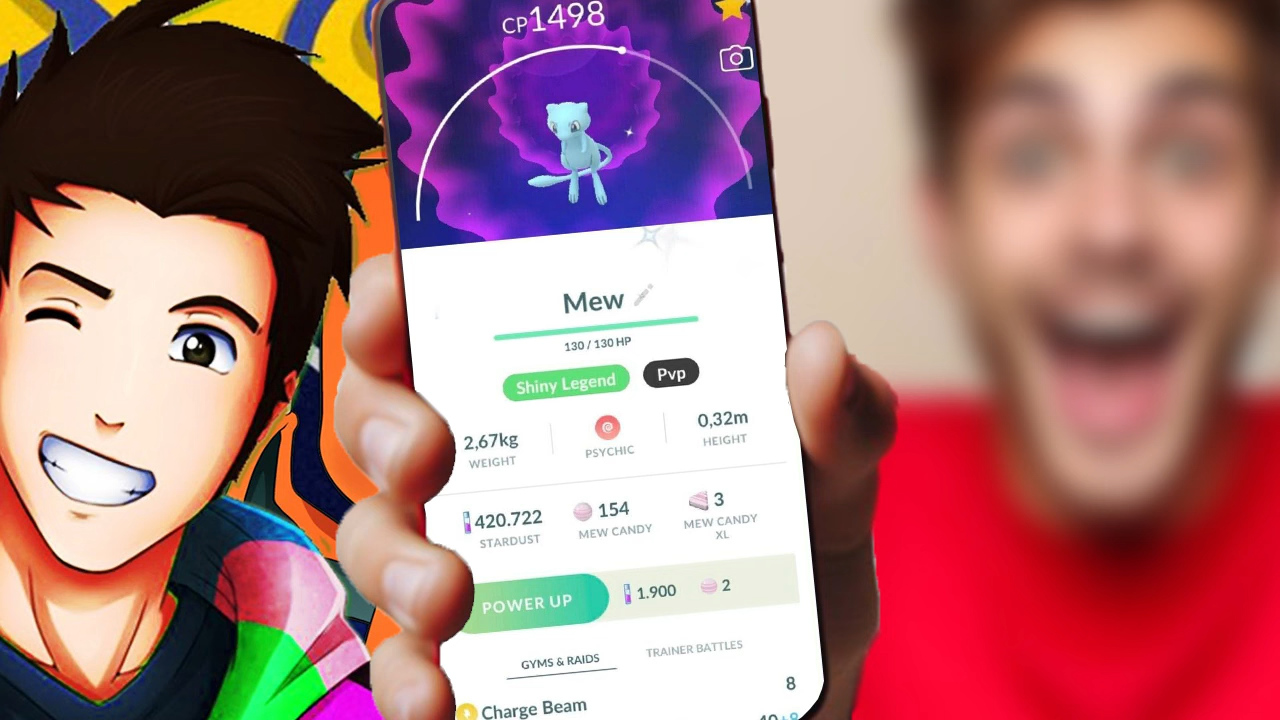 CP1498
Mew
130 / 130 HP
Shiny Legend
Pvp
2,67kg
WEIGHT
PSYCHIC
0,32m
HEIGHT
420.722
STARDUST
154
MEW CANDY
3
MEW CANDY
XL
POWER UP
1.900
2
GYMS & RAIDS
TRAINER BATTLES
Charge Beam
8